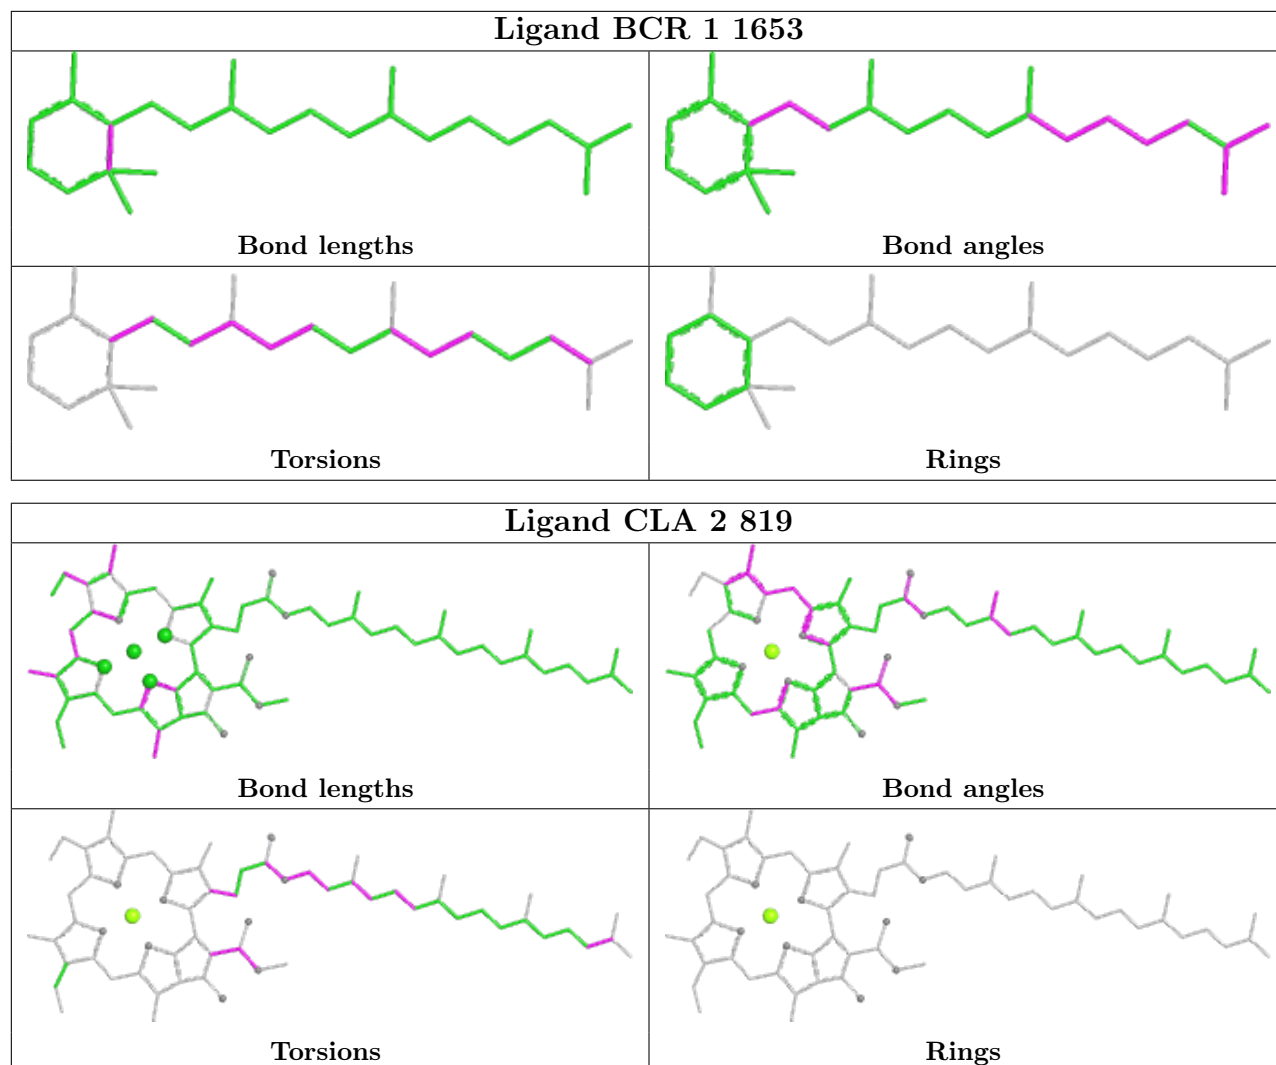 Ligand BCR 1 1653
Bond lengths
Bond angles
Torsions
Rings
Ligand CLA 2 819
Bond lengths
Bond angles
Torsions
Rings